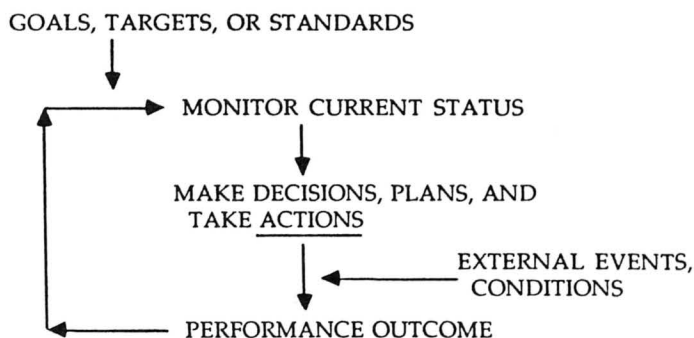 GOALS, TARGETS, OR STANDARDS
MONITOR CURRENT STATUS
MAKE DECISIONS, PLANS, AND
TAKE ACTIONS
EXTERNAL EVENTS,
CONDITIONS
PERFORMANCE OUTCOME